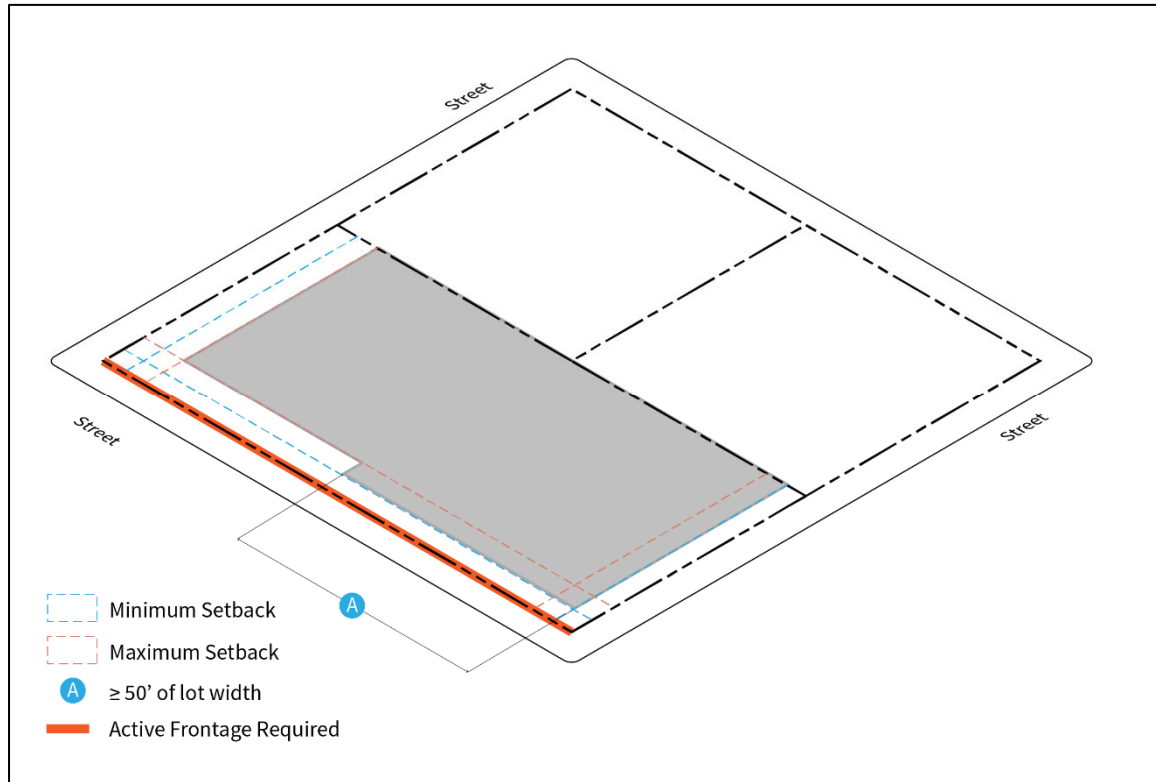 Street
Street
Street
A
Minimum Setback
Maximum Setback
A ≥ 50’ of lot width
Active Frontage Required